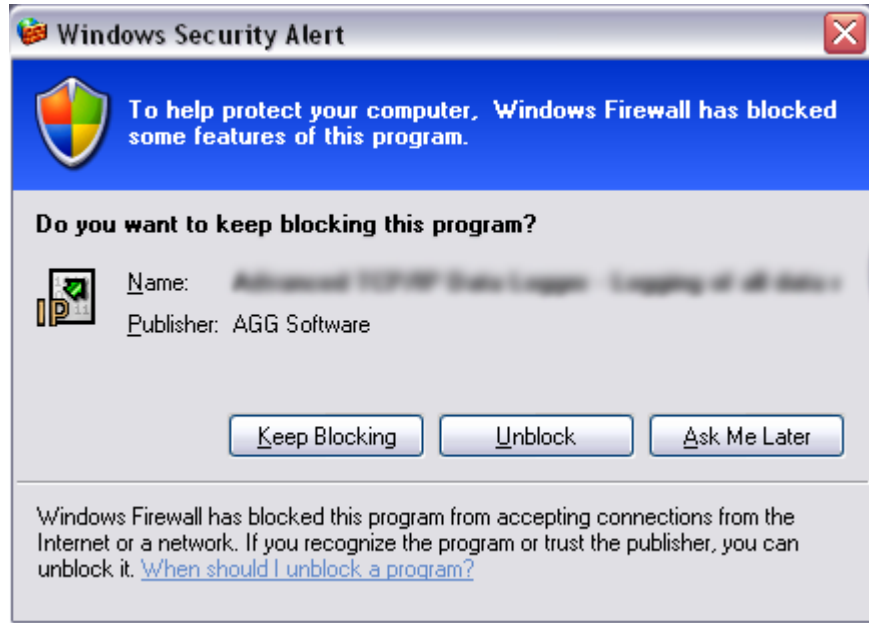 Windows Security Alert
To help protect your computer, Windows Firewall has blocked
some features of this program.
Do you want to keep blocking this program?
IP
Name:
Publisher: AGG Software
Keep Blocking Unblock Ask Me Later
Windows Firewall has blocked this program from accepting connections from the
Internet or a network. If you recognize the program or trust the publisher, you can
unblock it. When should I unblock a program?